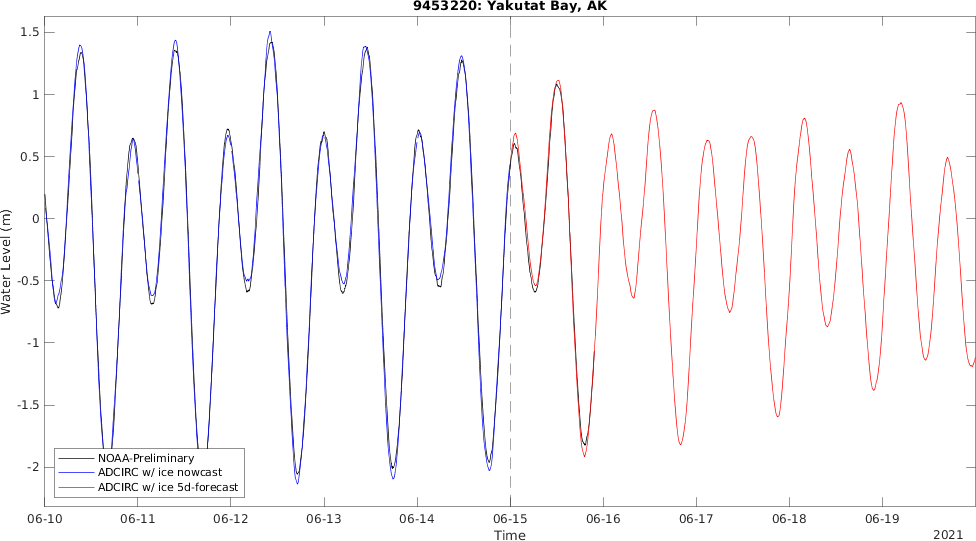 9453220: Yakutat Bay, AK
1.5
1
0.5
0
-0.5
-1
-1.5
-2
Water Level (m)
NOAA-Preliminary
ADCIRC w/ ice nowcast
ADCIRC w/ ice 5d-forecast
06-10 06-11 06-12 06-13 06-14 06-15 06-16 06-17 06-18 06-19
Time
2021